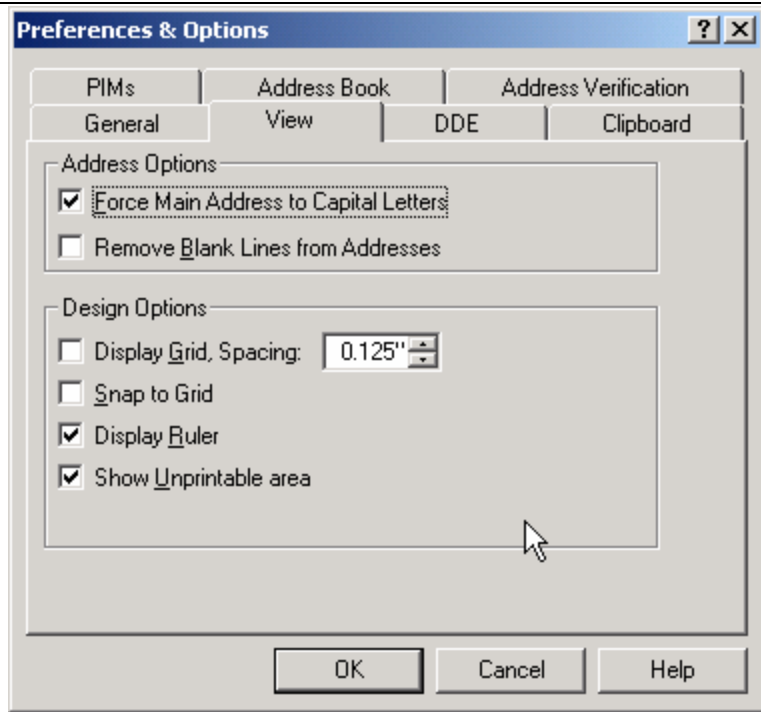 Preferences & Options
PIMs Address Book Address Verification
General View DDE Clipboard
Address Options
Force Main Address to Capital Letters
Remove Blank Lines from Addresses
Design Options
Display Grid, Spacing: 0.125"
Snap to Grid
Display Ruler
Show Unprintable area
OK Cancel Help